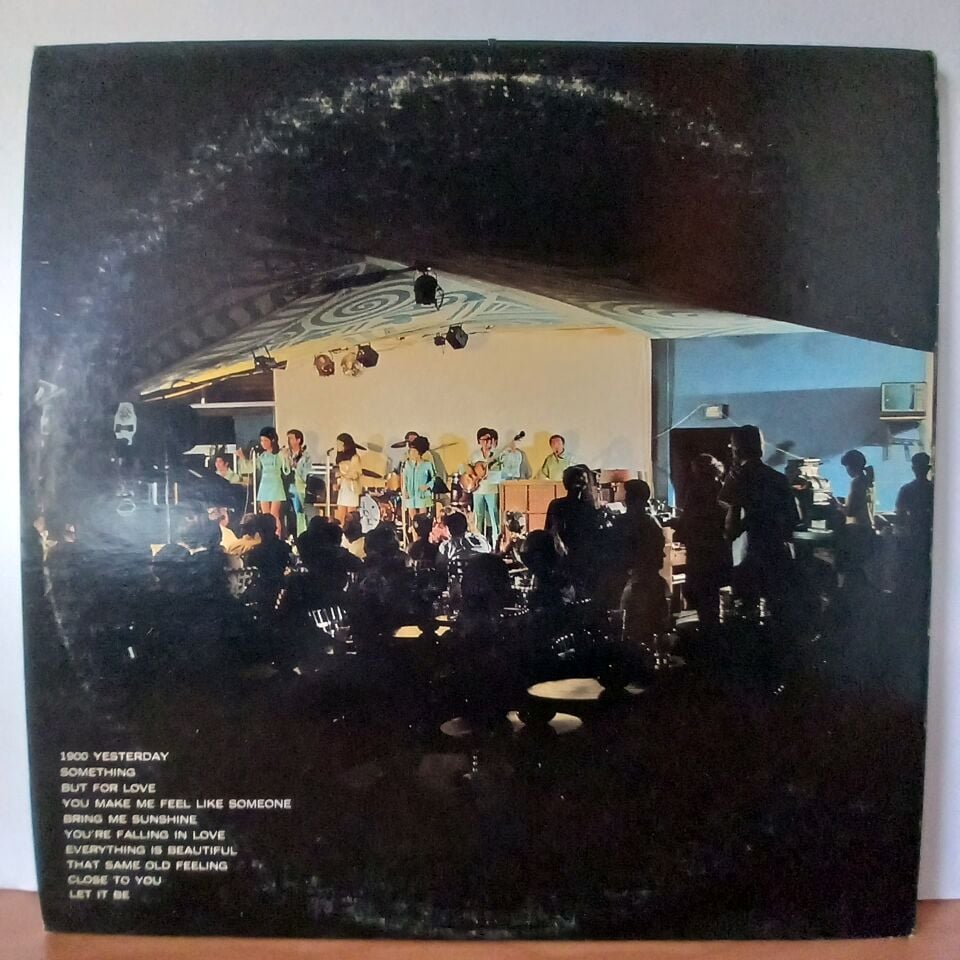 1900 YESTERDAY
SOMETHING
BUT FOR LOVE
YOU MAKE ME FEEL LIKE SOMEONE
BRING ME SUNSHINE
YOU'RE FALLING IN LOVE
EVERYTHING IS BEAUTIFUL
THAT SAME OLD FEELING
CLOSE TO YOU
LET IT BE